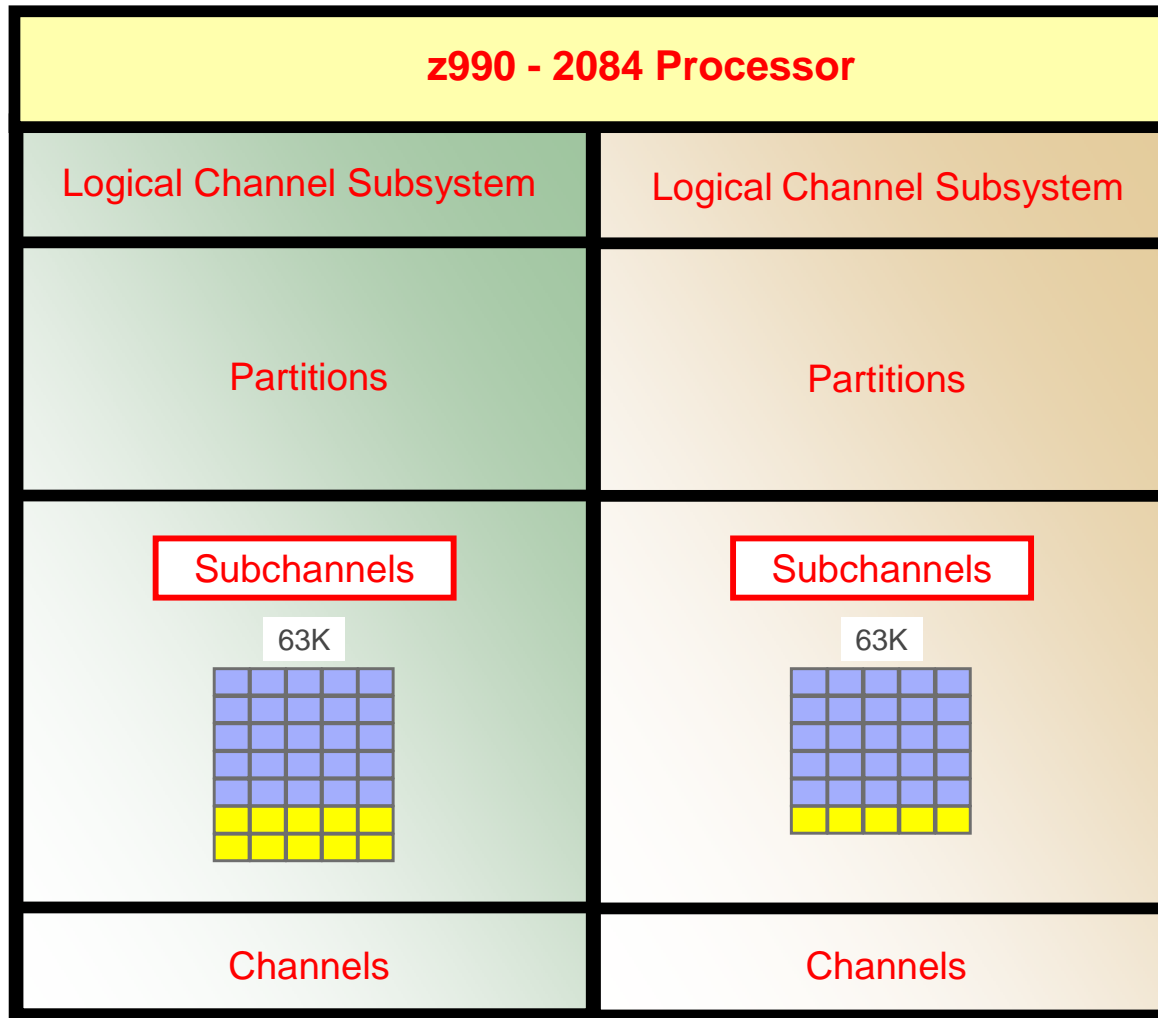 z990 - 2084 Processor
Logical Channel Subsystem
Logical Channel Subsystem
Partitions
Partitions
Subchannels
Subchannels
63K
63K
Channels
Channels